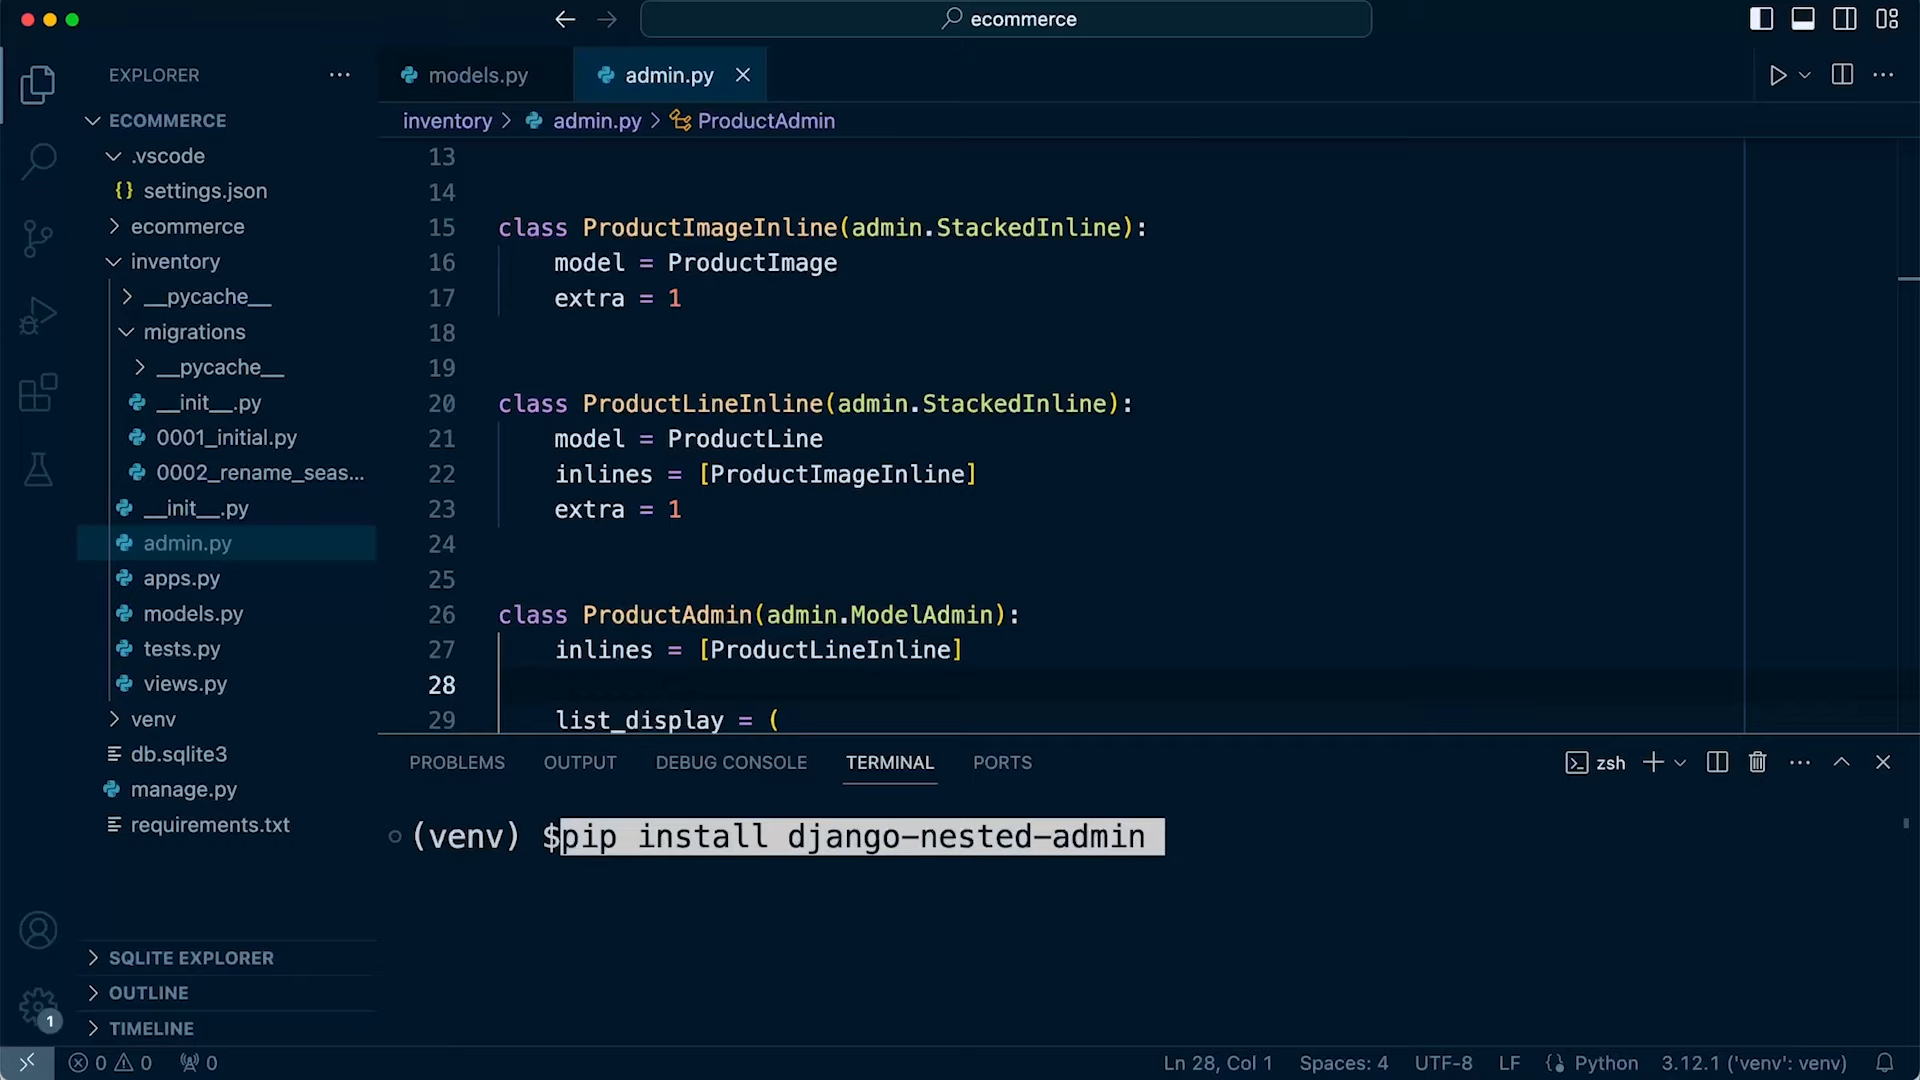 ecommerce
EXPLORER
ECOMMERCE
.vscode
{} settings.json
ecommerce
inventory
__pycache__
migrations
__pycache__
__init__.py
0001_initial.py
0002_rename_seas...
__init__.py
admin.py
apps.py
models.py
tests.py
views.py
venv
db.sqlite3
manage.py
requirements.txt
SQLITE EXPLORER
OUTLINE
TIMELINE
1
models.py
admin.py
inventory > admin.py > ProductAdmin
13
14
15 class ProductImageInline(admin.StackedInline):
16 model = ProductImage
17 extra = 1
18
19
20 class ProductLineInline(admin.StackedInline):
21 model = ProductLine
22 inlines = [ProductImageInline]
23 extra = 1
24
25
26 class ProductAdmin(admin.ModelAdmin):
27 inlines = [ProductLineInline]
28
29 list_display = (
PROBLEMS OUTPUT DEBUG CONSOLE TERMINAL PORTS zsh
(venv) $pip install django-nested-admin
0 0 0 Ln 28, Col 1 Spaces: 4 UTF-8 LF Python 3.12.1 ('venv': venv)